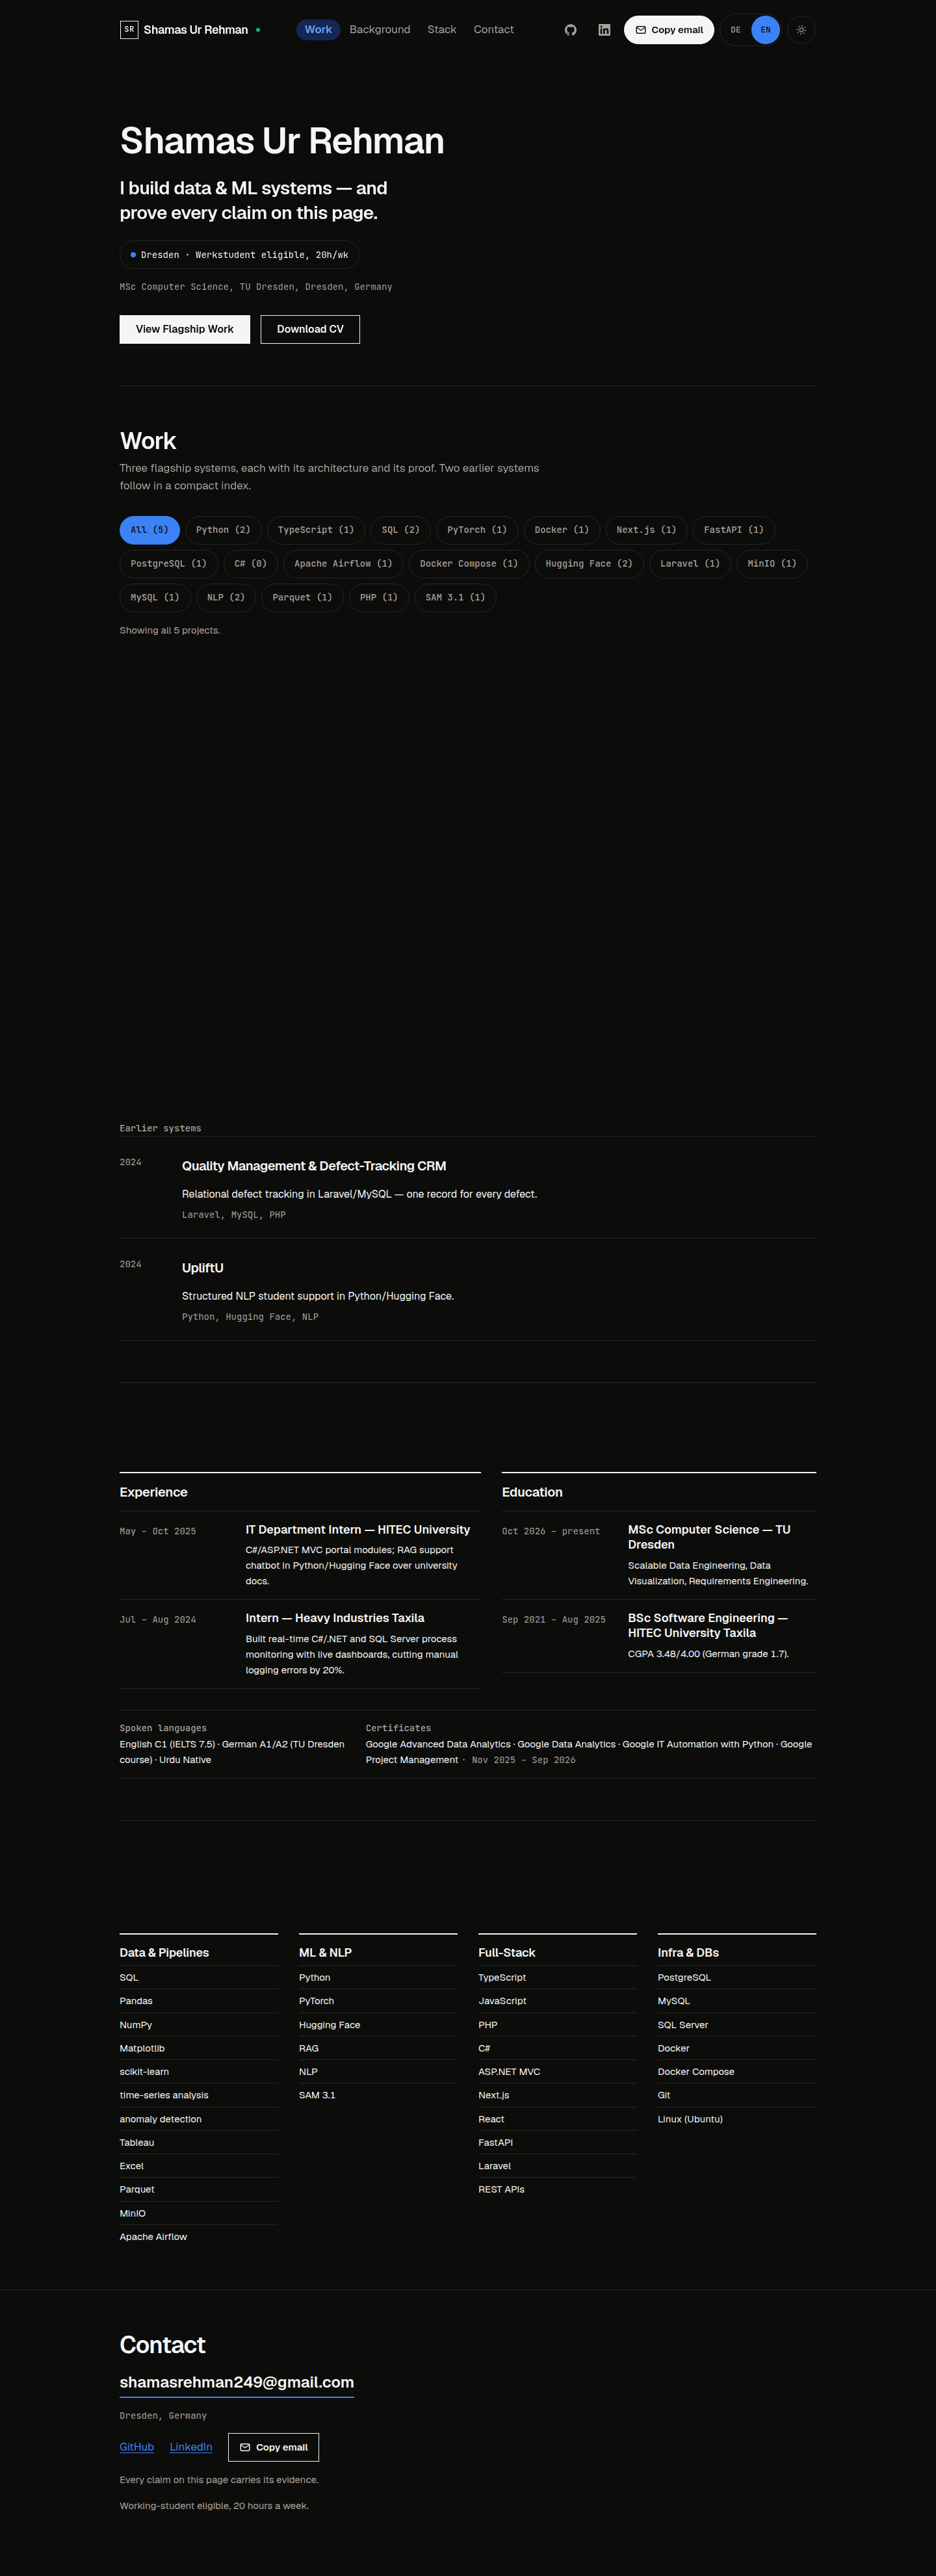 SR Shamas Ur Rehman Work Background Stack Contact Copy email DE EN
Shamas Ur Rehman
I build data & ML systems — and
prove every claim on this page.
Dresden · Werkstudent eligible, 20h/wk
MSc Computer Science, TU Dresden, Dresden, Germany
View Flagship Work Download CV
Work
Three flagship systems, each with its architecture and its proof. Two earlier systems
follow in a compact index.
All (5) Python (2) TypeScript (1) SQL (2) PyTorch (1) Docker (1) Next.js (1) FastAPI (1)
PostgreSQL (1) C# (0) Apache Airflow (1) Docker Compose (1) Hugging Face (2) Laravel (1) MinIO (1)
MySQL (1) NLP (2) Parquet (1) PHP (1) SAM 3.1 (1)
Showing all 5 projects.
Earlier systems
2024
Quality Management & Defect-Tracking CRM
Relational defect tracking in Laravel/MySQL — one record for every defect.
Laravel, MySQL, PHP
2024
UpliftU
Structured NLP student support in Python/Hugging Face.
Python, Hugging Face, NLP
Experience
May – Oct 2025
IT Department Intern — HITEC University
C#/ASP.NET MVC portal modules; RAG support
chatbot in Python/Hugging Face over university
docs.
Jul – Aug 2024
Intern — Heavy Industries Taxila
Built real-time C#/.NET and SQL Server process
monitoring with live dashboards, cutting manual
logging errors by 20%.
Education
Oct 2026 – present
MSc Computer Science — TU
Dresden
Scalable Data Engineering, Data
Visualization, Requirements Engineering.
Sep 2021 – Aug 2025
BSc Software Engineering —
HITEC University Taxila
CGPA 3.48/4.00 (German grade 1.7).
Spoken languages
English C1 (IELTS 7.5) · German A1/A2 (TU Dresden
course) · Urdu Native
Certificates
Google Advanced Data Analytics · Google Data Analytics · Google IT Automation with Python · Google
Project Management · Nov 2025 – Sep 2026
Data & Pipelines
SQL
Pandas
NumPy
Matplotlib
scikit-learn
time-series analysis
anomaly detection
Tableau
Excel
Parquet
MinIO
Apache Airflow
ML & NLP
Python
PyTorch
Hugging Face
RAG
NLP
SAM 3.1
Full-Stack
TypeScript
JavaScript
PHP
C#
ASP.NET MVC
Next.js
React
FastAPI
Laravel
REST APIs
Infra & DBs
PostgreSQL
MySQL
SQL Server
Docker
Docker Compose
Git
Linux (Ubuntu)
Contact
shamasrehman249@gmail.com
Dresden, Germany
GitHub LinkedIn Copy email
Every claim on this page carries its evidence.
Working-student eligible, 20 hours a week.